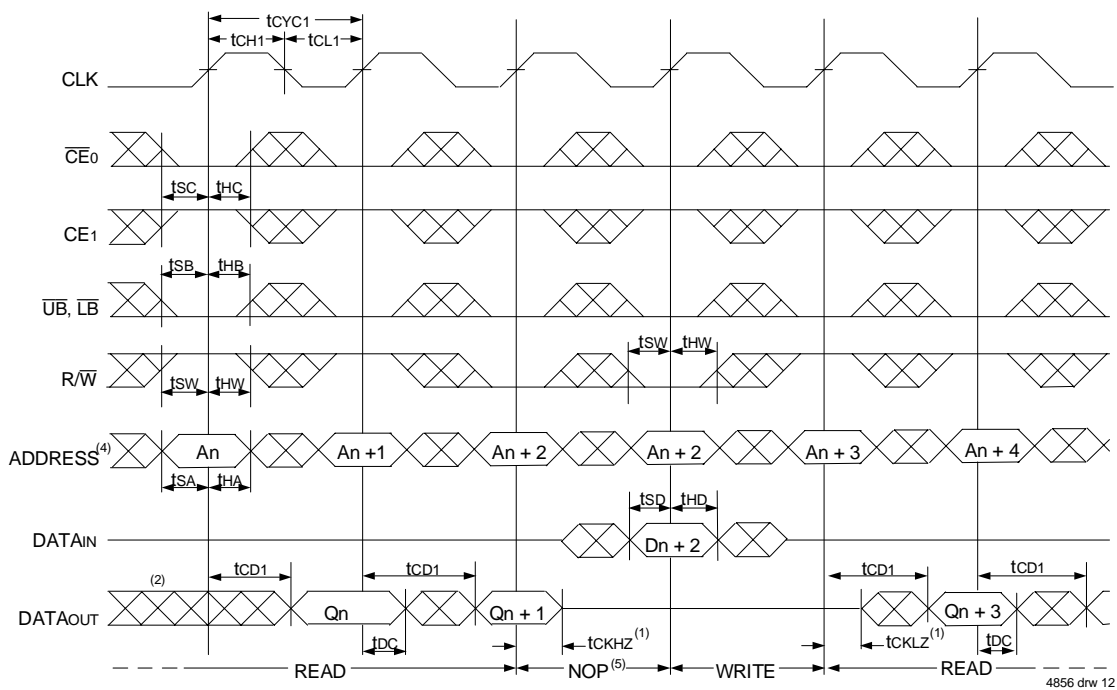 tCYC1
tCH1 tCL1
CLK
CE0
tSC tHC
CE1
tSB tHB
UB, LB
tSW tHW
R/W
tSW tHW
ADDRESS(4) An An +1 An + 2 An + 2 An + 3 An + 4
tSA tHA
tSD tHD
DATAIN Dn + 2
(2) tCD1 tCD1 tCD1 tCD1
DATAOUT Qn Qn + 1 Qn + 3
tDC tCKHZ(1) tCKLZ(1) tDC
READ NOP(5) WRITE READ
4856 drw 12